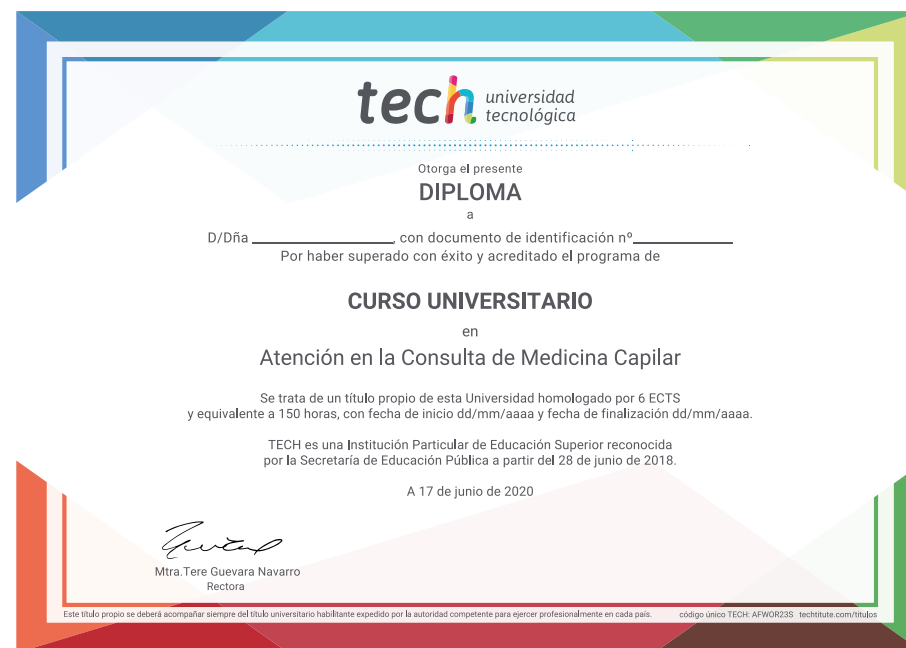 tech universidad
tecnológica
Otorga el presente
DIPLOMA
a
D/Dña ____________________, con documento de identificación nº______________
Por haber superado con éxito y acreditado el programa de
CURSO UNIVERSITARIO
en
Atención en la Consulta de Medicina Capilar
Se trata de un título propio de esta Universidad homologado por 6 ECTS
y equivalente a 150 horas, con fecha de inicio dd/mm/aaaa y fecha de finalización dd/mm/aaaa.
TECH es una Institución Particular de Educación Superior reconocida
por la Secretaría de Educación Pública a partir del 28 de junio de 2018.
A 17 de junio de 2020
Mtra.Tere Guevara Navarro
Rectora
Este título propio se deberá acompañar siempre del título universitario habilitante expedido por la autoridad competente para ejercer profesionalmente en cada país. código único TECH: AFWOR23S techtitute.com/titulos